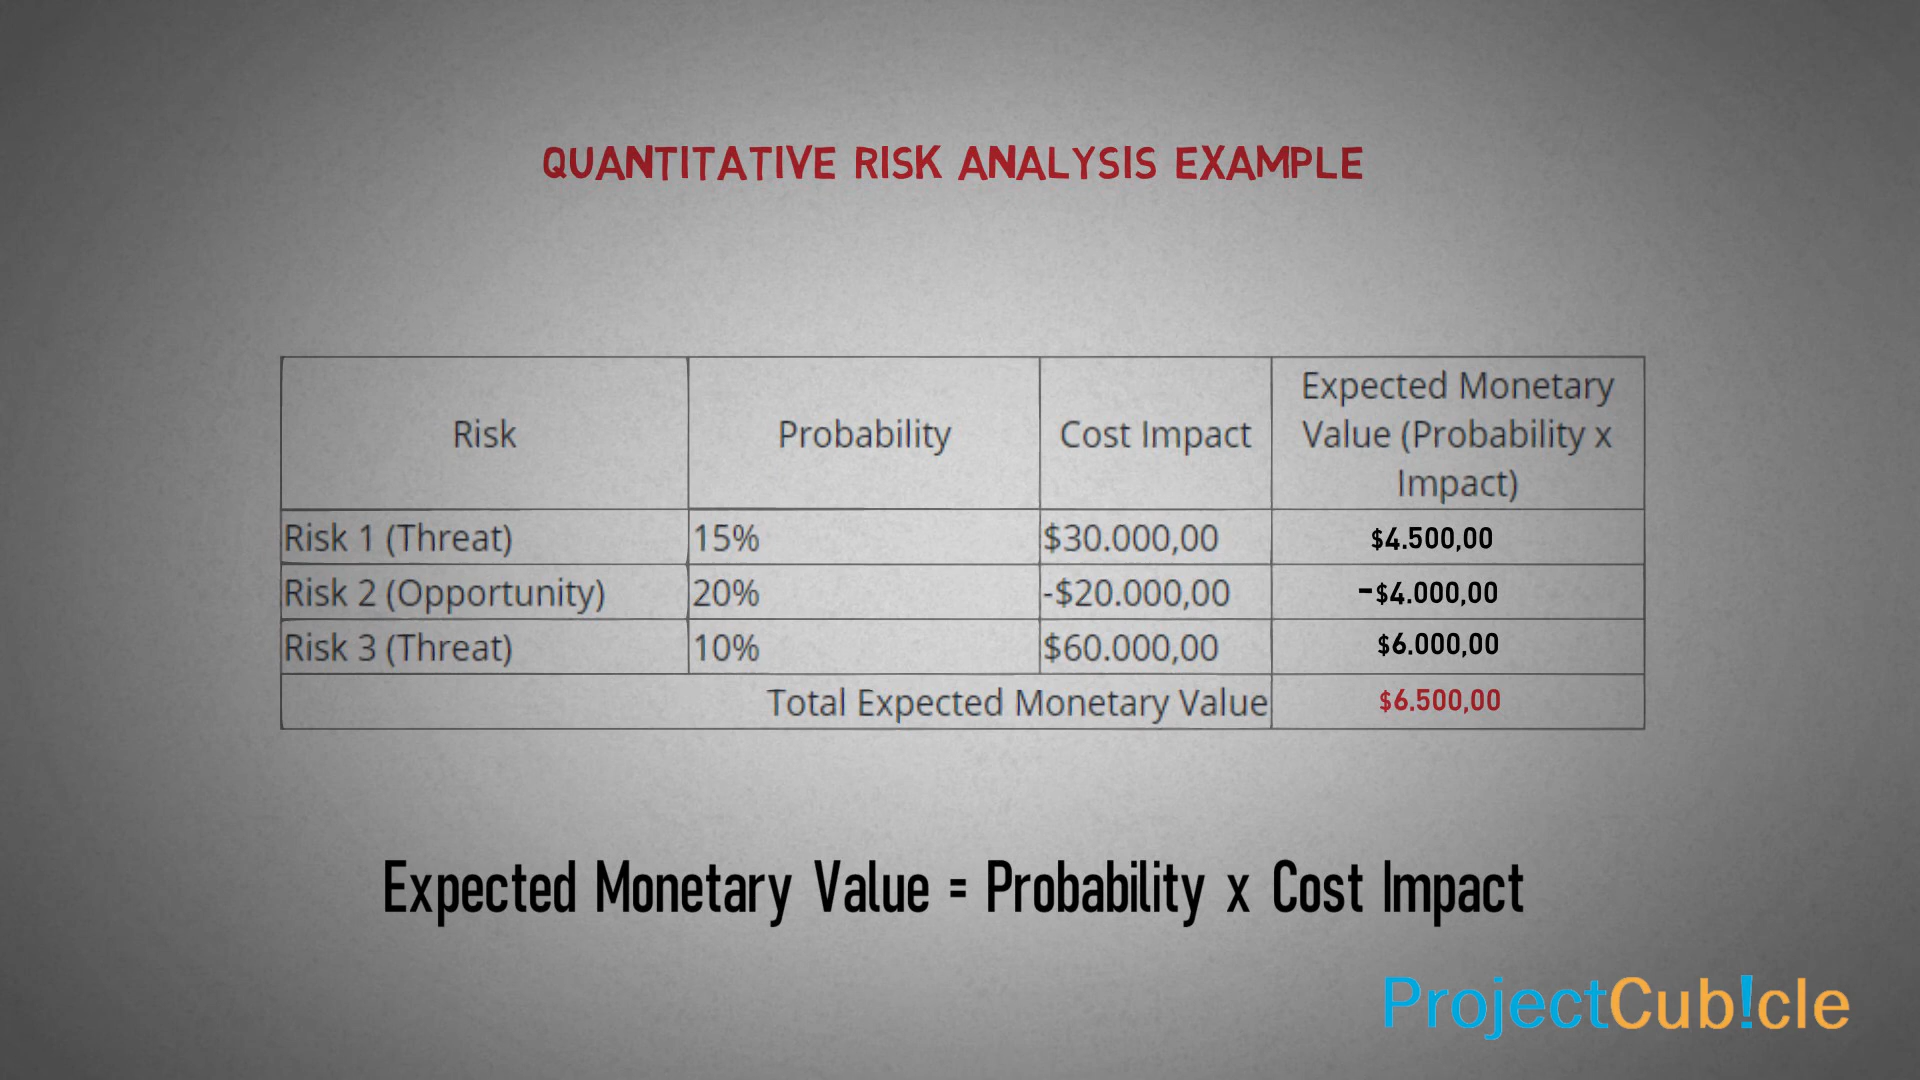 QUANTITATIVE RISK ANALYSIS EXAMPLE
Risk Probability Cost Impact Expected Monetary
Value (Probability x
Impact)
Risk 1 (Threat) 15% $30.000,00 $4.500,00
Risk 2 (Opportunity) 20% -$20.000,00 -$4.000,00
Risk 3 (Threat) 10% $60.000,00 $6.000,00
Total Expected Monetary Value $6.500,00
Expected Monetary Value = Probability x Cost Impact
ProjectCub!cle